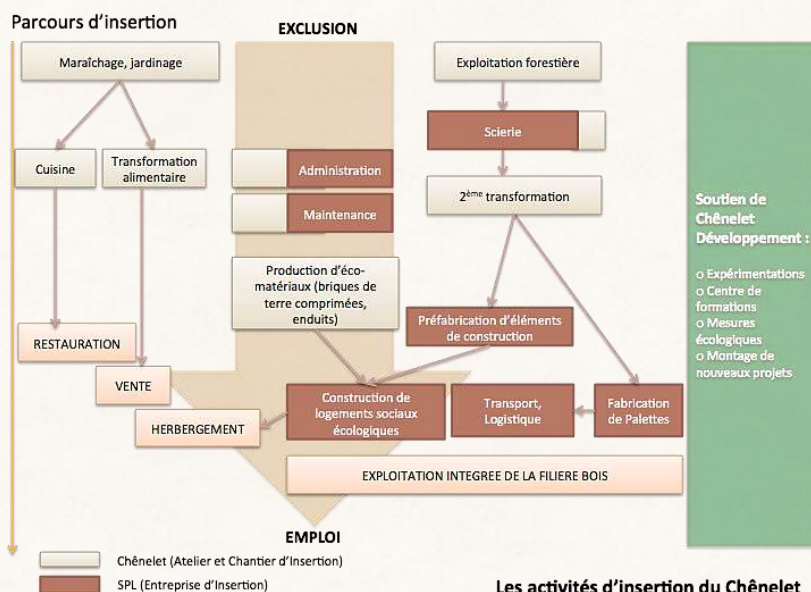 Parcours d'insertion
EXCLUSION
Maraîchage, jardinage
Exploitation forestière
Scierie
Cuisine
Transformation
alimentaire
Administration
2ème transformation
Maintenance
Soutien de
Chênelet
Développement :
o Expérimentations
o Centre de
formations
o Mesures
écologiques
o Montage de
nouveaux projets
Production d'éco-
matériaux (briques de
terre comprimées,
enduits)
Préfabrication d'éléments
de construction
RESTAURATION
VENTE
HERBERGEMENT
Construction de
logements sociaux
écologiques
Transport,
Logistique
Fabrication
de Palettes
EXPLOITATION INTEGREE DE LA FILIERE BOIS
EMPLOI
Chênelet (Atelier et Chantier d'Insertion)
SPL (Entreprise d'Insertion)
Les activités d'insertion du Chênelet